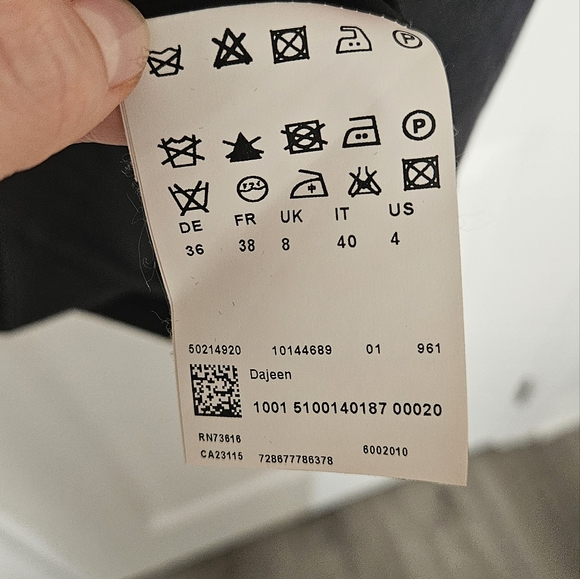 P
P
DE FR UK IT US
36 38 8 40 4
50214920 10144689 01 961
Dajeen
1001 5100140187 00020
RN73616
CA23115 728677786378 6002010